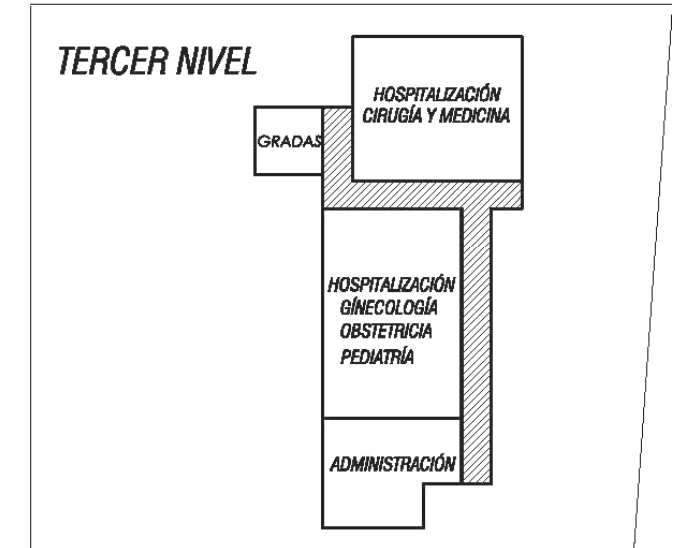 TERCER NIVEL
HOSPITALIZACIÓN
CIRUGÍA Y MEDICINA
GRADAS
HOSPITALIZACIÓN
GÍNECOLOGÍA
OBSTETRICIA
PEDIATRÍA
ADMINISTRACIÓN